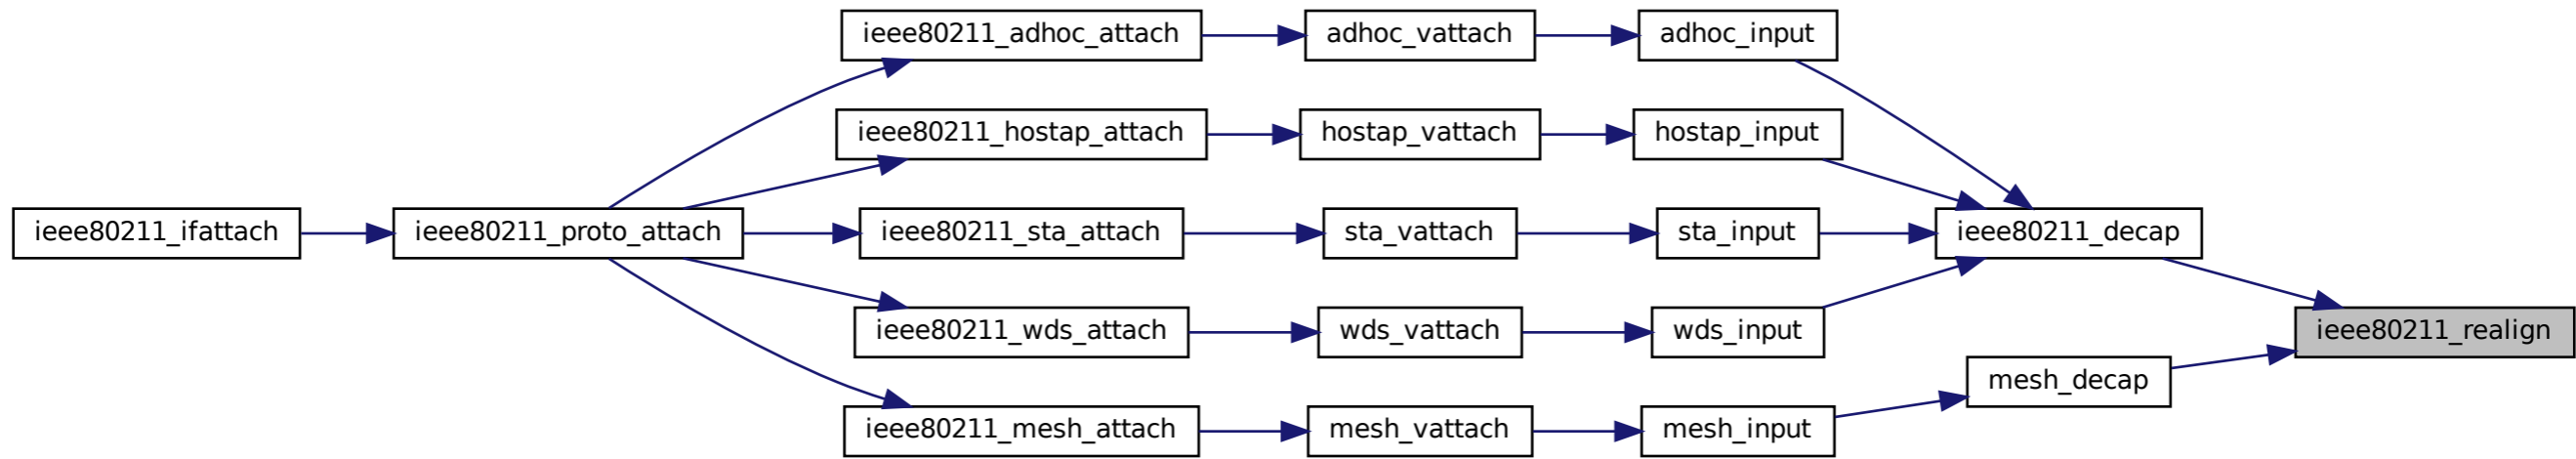 ieee80211_adhoc_attach adhoc_vattach adhoc_input
ieee80211_hostap_attach hostap_vattach hostap_input
ieee80211_ifattach ieee80211_proto_attach ieee80211_sta_attach sta_vattach sta_input ieee80211_decap
ieee80211_wds_attach wds_vattach wds_input ieee80211_realign
mesh_decap
ieee80211_mesh_attach mesh_vattach mesh_input